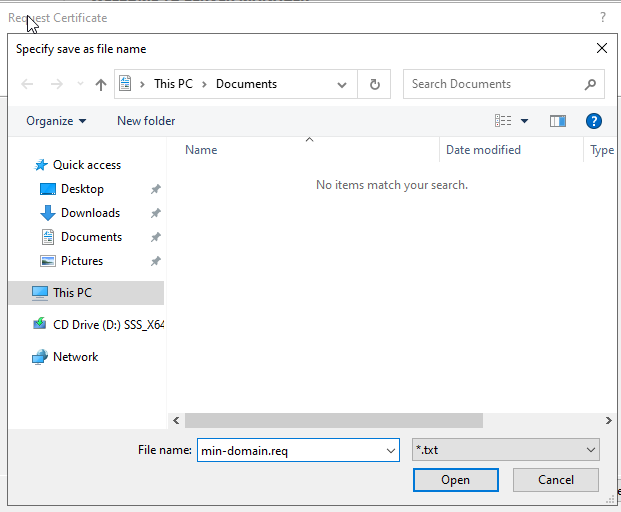 Request Certificate
?
Specify save as file name
This PC
Documents
Search Documents
Organize
New folder
?
Name
Date modified
Type
No items match your search.
Quick access
Desktop
Downloads
Documents
Pictures
This PC
CD Drive (D:) SSS_X64
Network
File name:
min-domain.req
*.txt
Open
Cancel